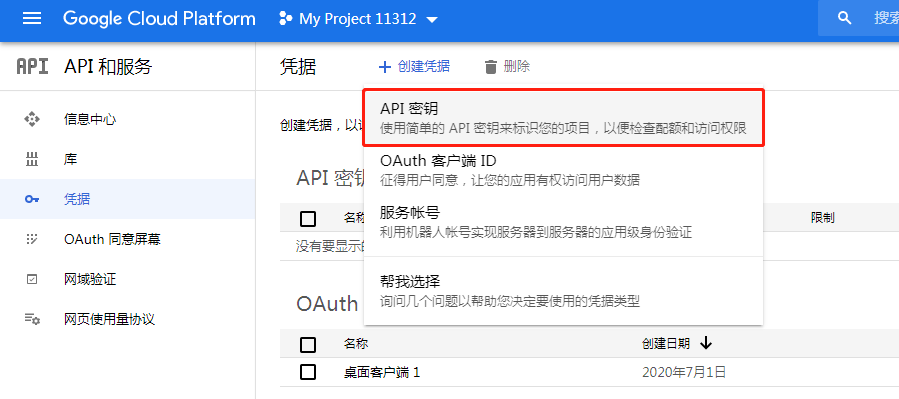 Google Cloud Platform
My Project 11312
搜索
API
API 和服务
凭据
创建凭据
删除
信息中心
库
凭据
OAuth 同意屏幕
网域验证
网页使用量协议
创建凭据，以
API 密钥
使用简单的 API 密钥来标识您的项目，以便检查配额和访问权限
OAuth 客户端 ID
征得用户同意，让您的应用有权访问用户数据
服务帐号
利用机器人帐号实现服务器到服务器的应用级身份验证
帮我选择
询问几个问题以帮助您决定要使用的凭据类型
API 密
名
限制
没有要显示
OAuth
名称
创建日期
桌面客户端 1
2020年7月1日